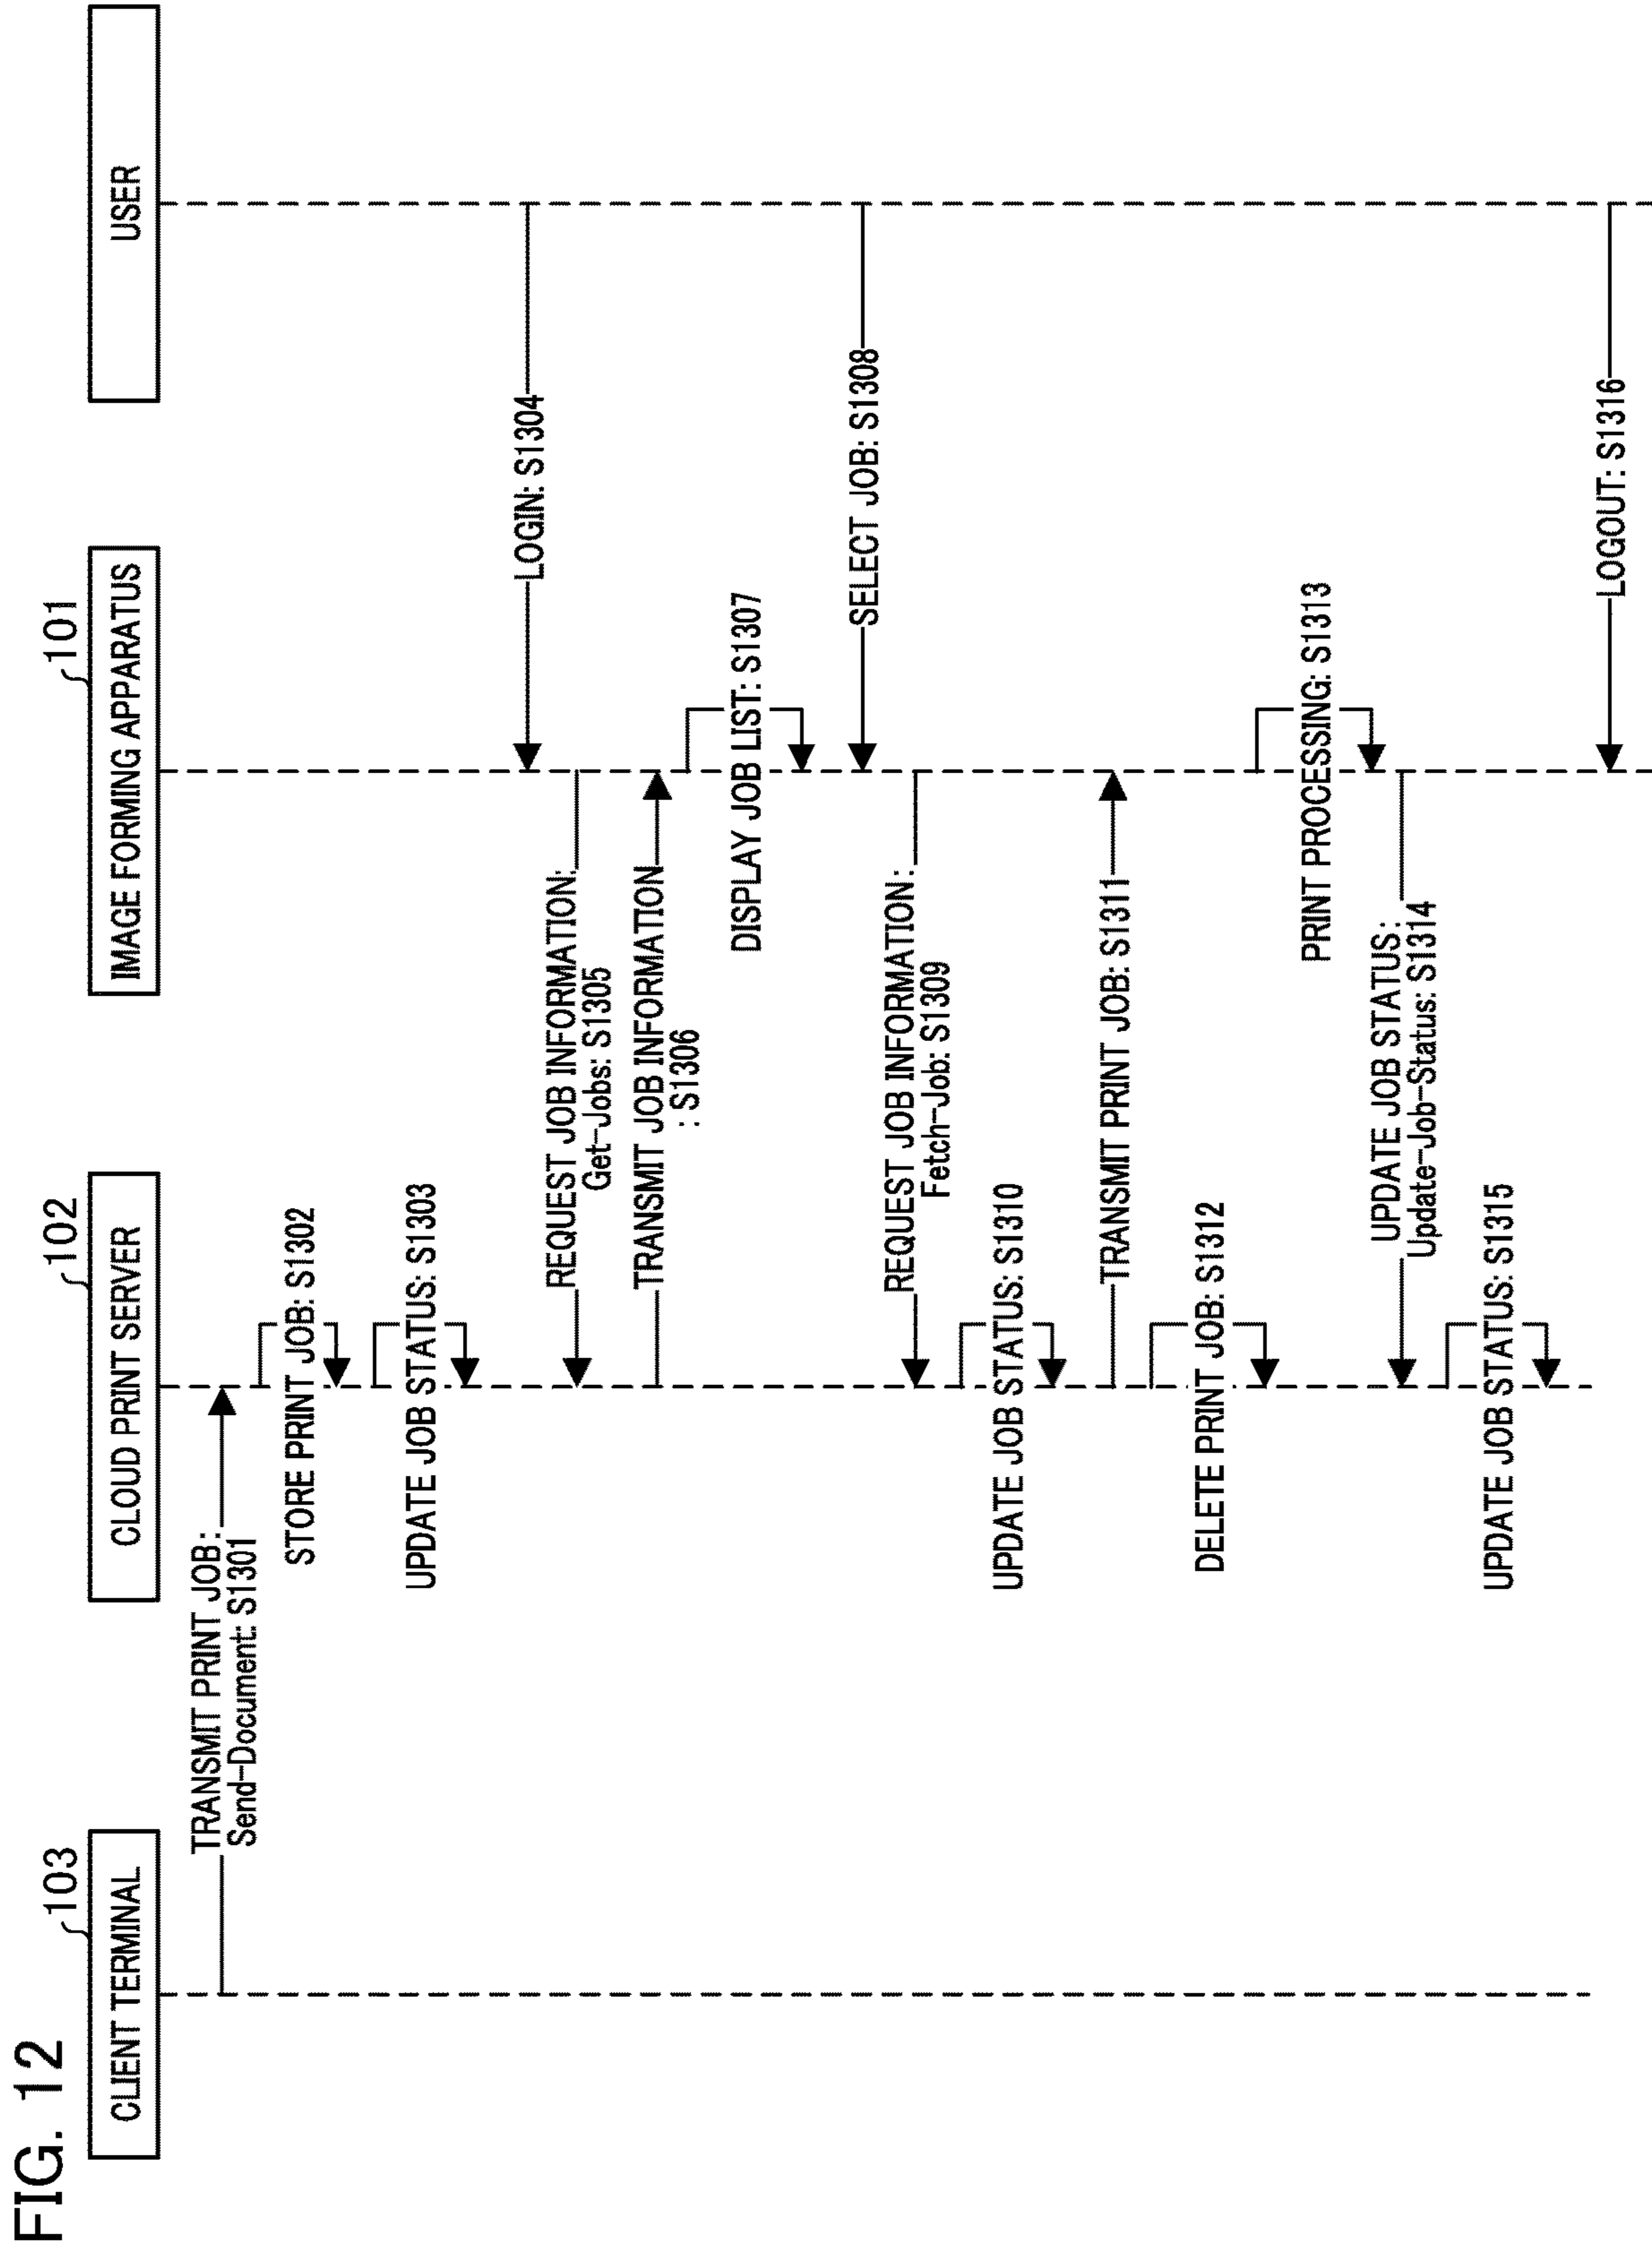 FIG. 12
103
CLIENT TERMINAL
102
CLOUD PRINT SERVER
101
IMAGE FORMING APPARATUS
USER
TRANSMIT PRINT JOB:
Send-Document: S1301
STORE PRINT JOB: S1302
UPDATE JOB STATUS: S1303
LOGIN: S1304
REQUEST JOB INFORMATION:
Get-Jobs: S1305
TRANSMIT JOB INFORMATION
: S1306
DISPLAY JOB LIST: S1307
SELECT JOB: S1308
REQUEST JOB INFORMATION:
Fetch-Job: S1309
UPDATE JOB STATUS: S1310
TRANSMIT PRINT JOB: S1311
DELETE PRINT JOB: S1312
PRINT PROCESSING: S1313
UPDATE JOB STATUS:
Update-Job-Status: S1314
UPDATE JOB STATUS: S1315
LOGOUT: S1316